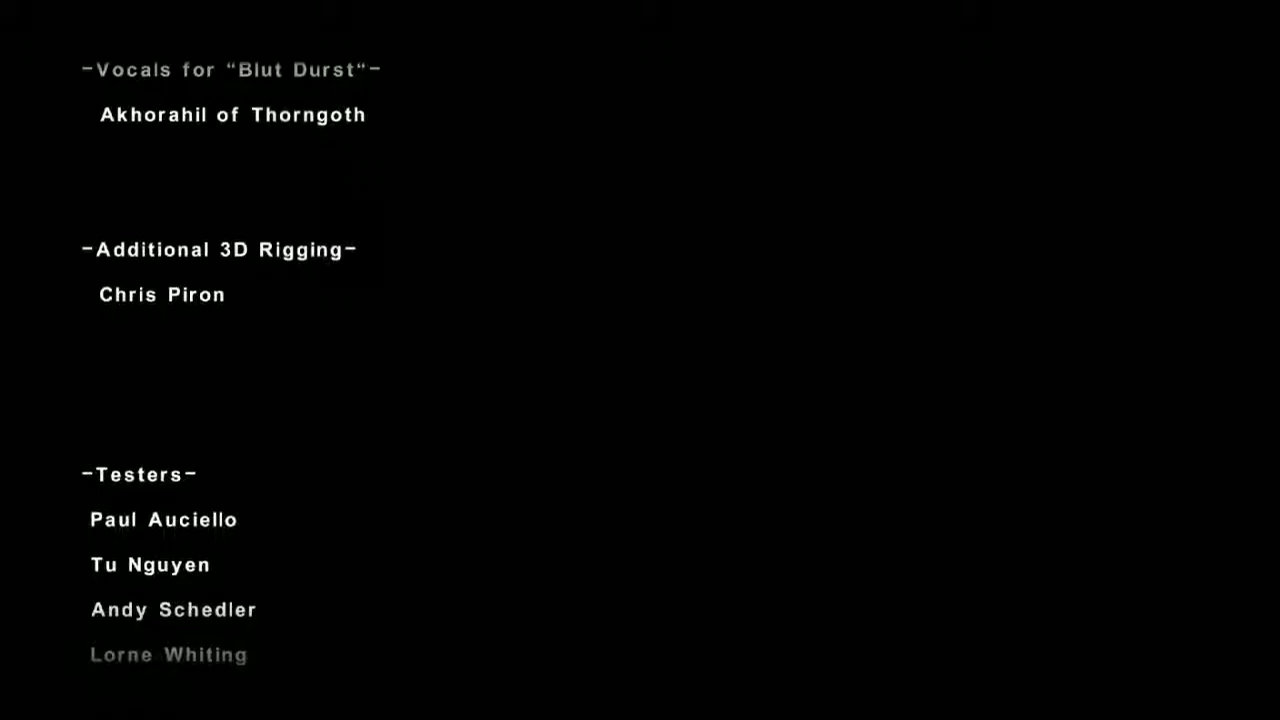 -Vocals for “Blut Durst“-
Akhorahil of Thorngoth
-Additional 3D Rigging-
Chris Piron
-Testers-
Paul Auciello
Tu Nguyen
Andy Schedler
Lorne Whiting